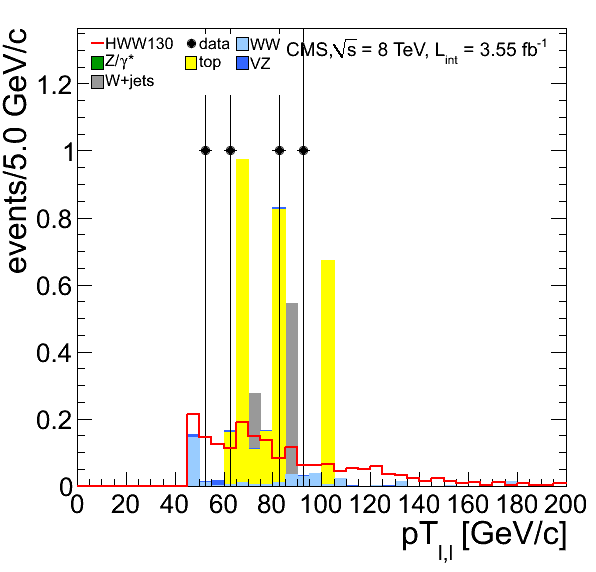 HWW130 data WW
Z/γ* top VZ
W+jets
CMS,√s = 8 TeV, L_int = 3.55 fb⁻¹
events/5.0 GeV/c
1.2
1
0.8
0.6
0.4
0.2
0
0 20 40 60 80 100 120 140 160 180 200
pT_l,l [GeV/c]